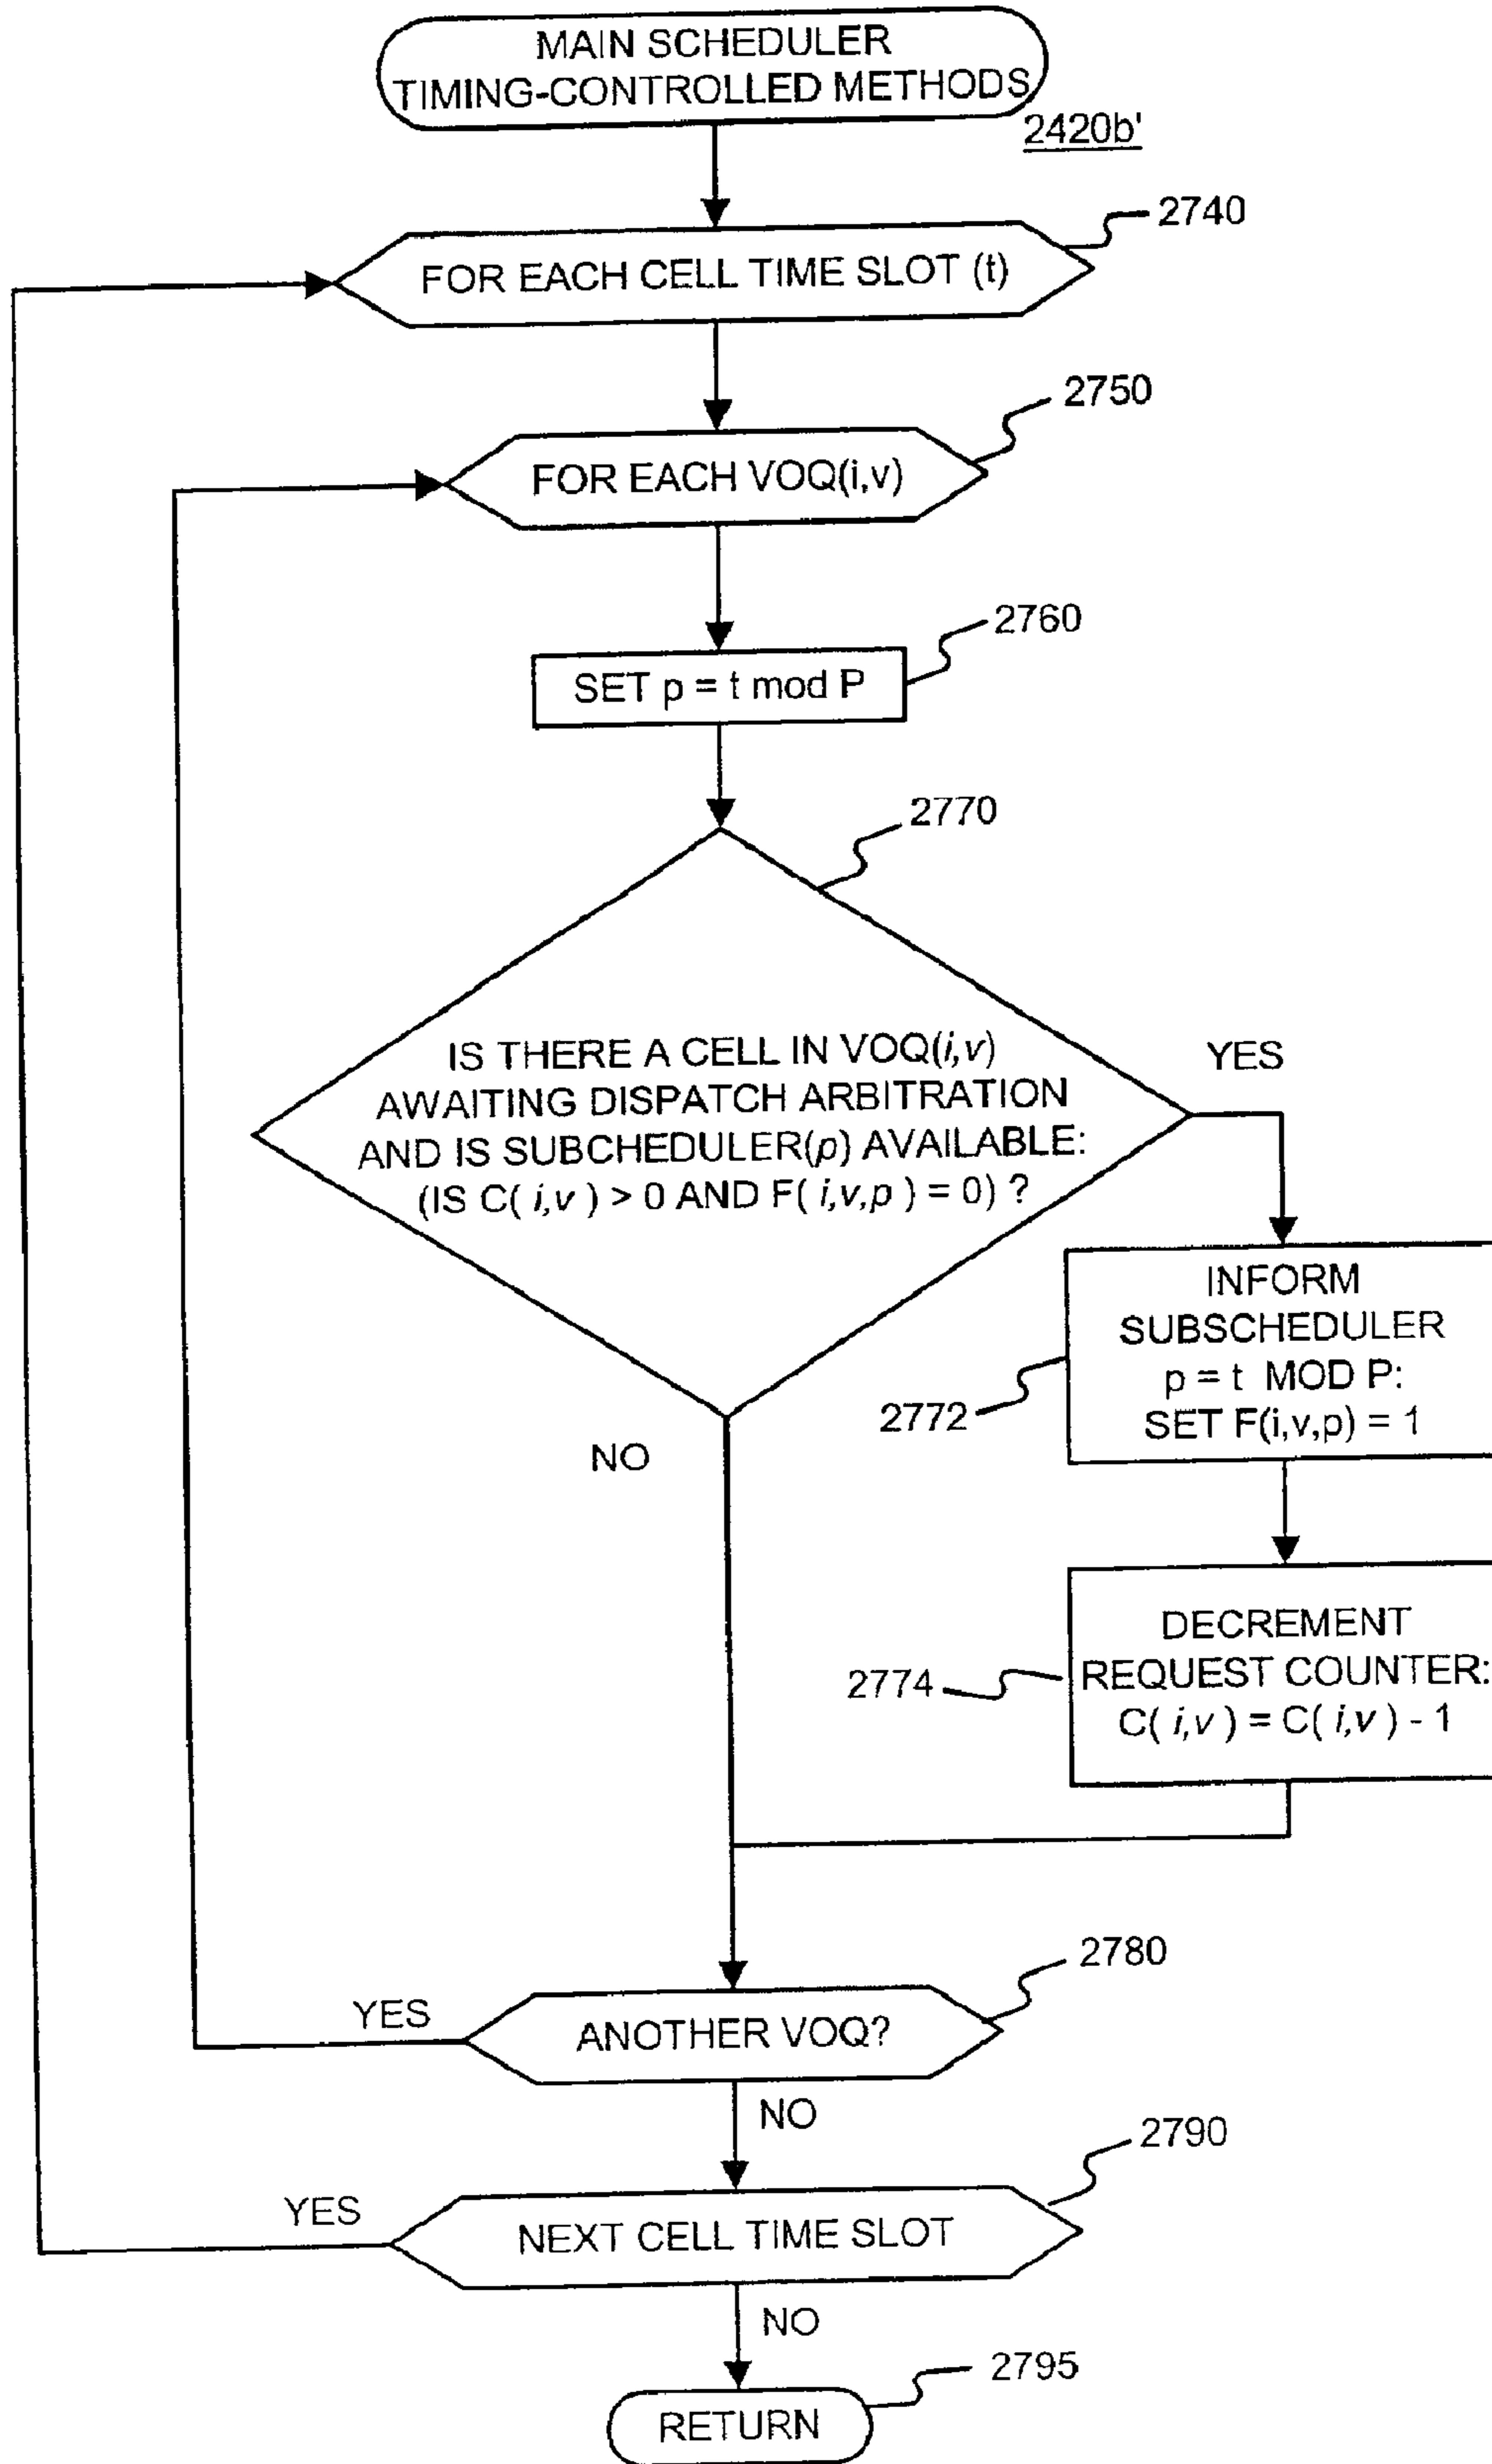 MAIN SCHEDULER
TIMING-CONTROLLED METHODS
2420b'
2740
FOR EACH CELL TIME SLOT (t)
2750
FOR EACH VOQ(i,v)
2760
SET p = t mod P
2770
IS THERE A CELL IN VOQ(i,v)
AWAITING DISPATCH ARBITRATION
AND IS SUBCHEDULER(p) AVAILABLE:
(IS C( i,v ) > 0 AND F( i,v,p ) = 0) ?
YES
INFORM
SUBSCHEDULER
p = t MOD P:
SET F(i,v,p) = 1
2772
NO
DECREMENT
REQUEST COUNTER:
C( i,v ) = C( i,v ) - 1
2774
2780
YES
ANOTHER VOQ?
NO
2790
YES
NEXT CELL TIME SLOT
NO
2795
RETURN